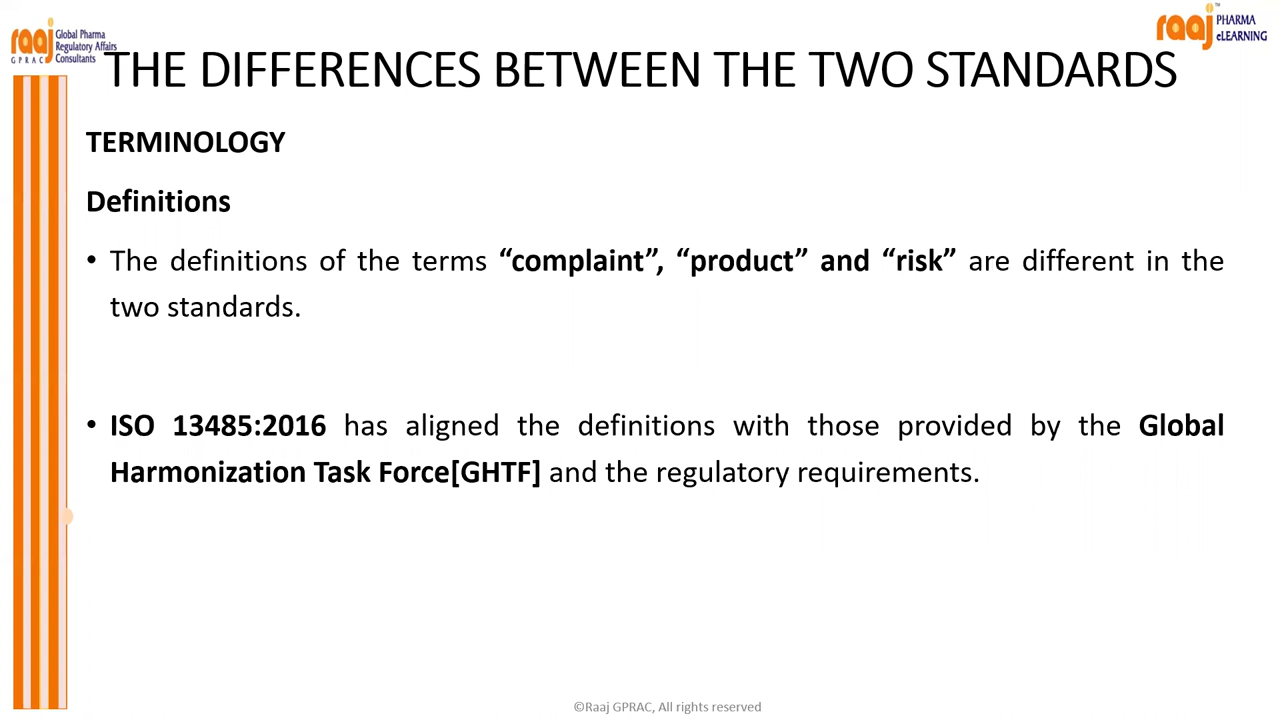 raaj Global Pharma
Regulatory Affairs
GPRAC Consultants
raaj PHARMA
eLEARNING
THE DIFFERENCES BETWEEN THE TWO STANDARDS
TERMINOLOGY
Definitions
• The definitions of the terms “complaint”, “product” and “risk” are different in the
two standards.
• ISO 13485:2016 has aligned the definitions with those provided by the Global
Harmonization Task Force[GHTF] and the regulatory requirements.
©Raaj GPRAC, All rights reserved